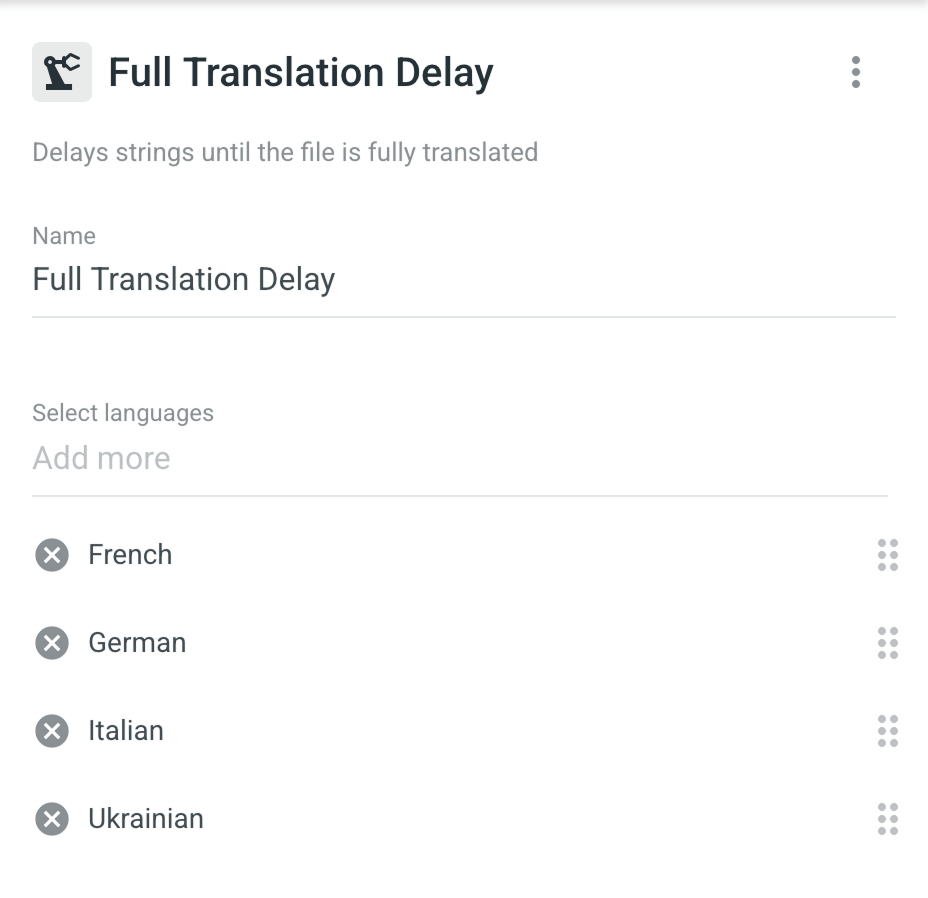 Full Translation Delay
Delays strings until the file is fully translated
Name
Full Translation Delay
Select languages
Add more
French
German
Italian
Ukrainian